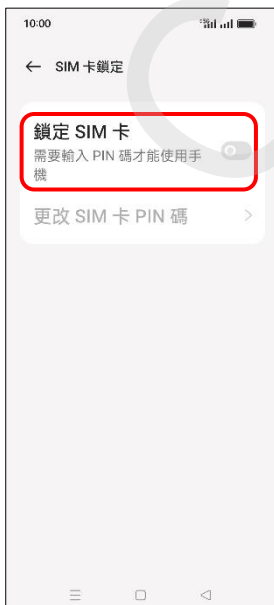 10:00
← SIM 卡鎖定
鎖定 SIM 卡
需要輸入 PIN 碼才能使用手
機
更改 SIM 卡 PIN 碼